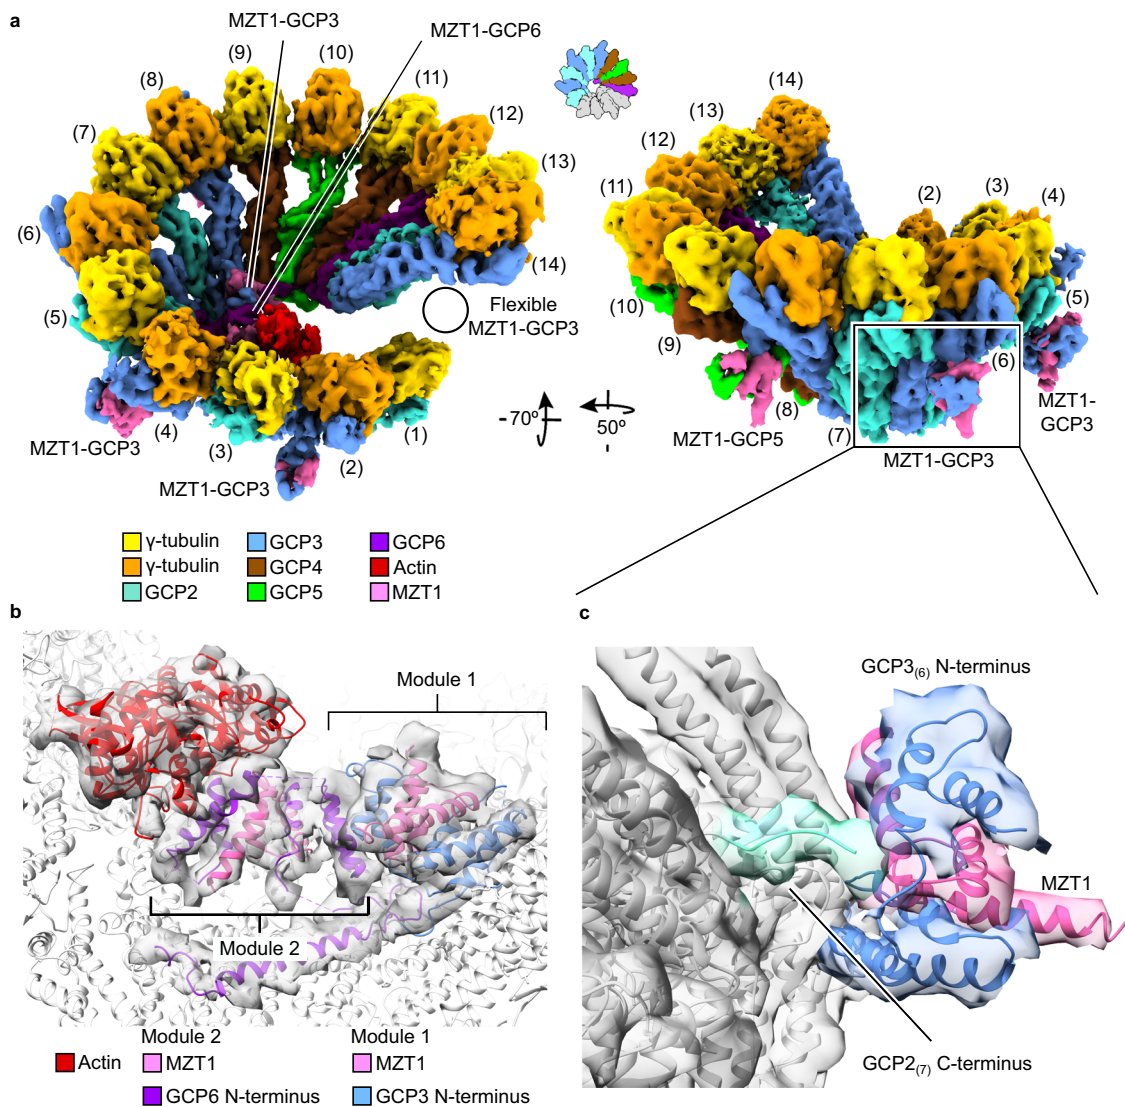 a
MZT1-GCP3
MZT1-GCP6
(9)
(10)
(8)
(11)
(7)
(12)
(13)
(6)
(14)
(5)
Flexible
MZT1-GCP3
(4)
MZT1-GCP3
(3)
(2)
(1)
MZT1-GCP3
-70º
50º
(14)
(13)
(12)
(11)
(2)
(3)
(4)
(10)
(5)
(9)
(6)
(8)
MZT1-GCP5
(7)
MZT1-GCP3
MZT1-
GCP3
γ-tubulin
GCP3
GCP6
γ-tubulin
GCP4
Actin
GCP2
GCP5
MZT1
b
Module 1
Module 2
Module 2
Module 1
Actin
MZT1
MZT1
GCP6 N-terminus
GCP3 N-terminus
c
GCP3(6) N-terminus
MZT1
GCP2(7) C-terminus